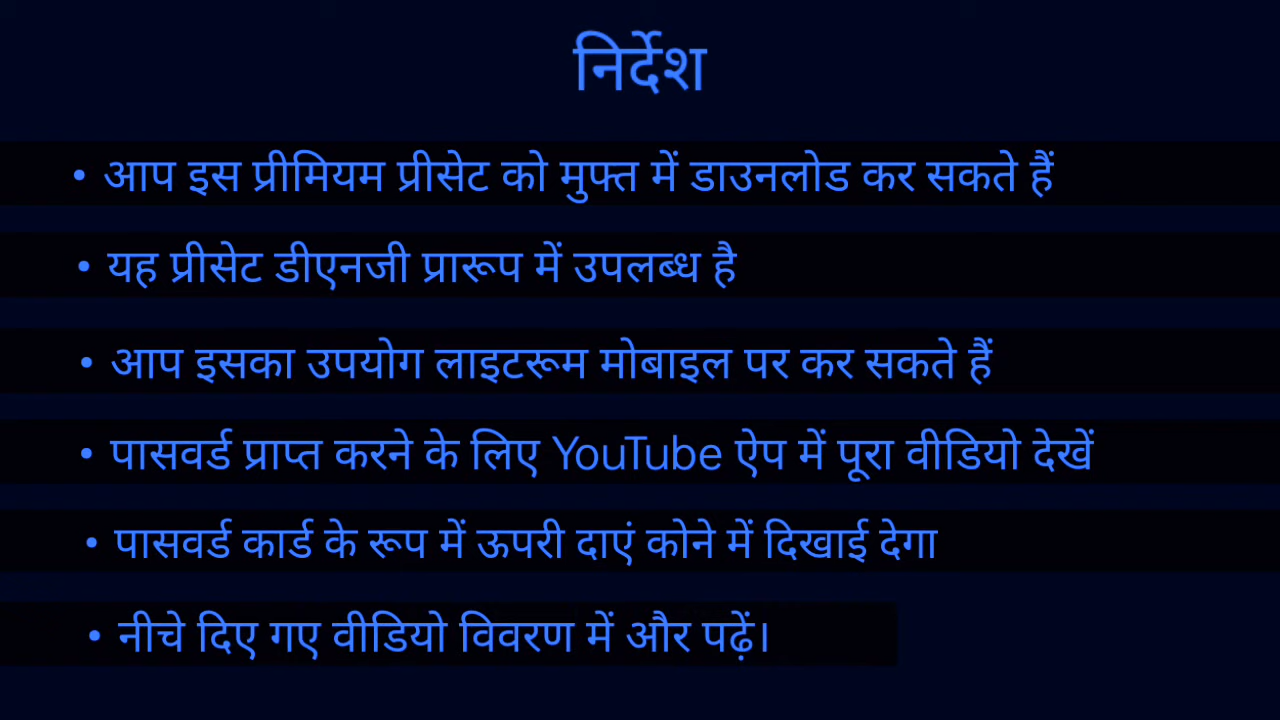 निर्देश
• आप इस प्रीमियम प्रीसेट को मुफ्त में डाउनलोड कर सकते हैं
• यह प्रीसेट डीएनजी प्रारूप में उपलब्ध है
• आप इसका उपयोग लाइटरूम मोबाइल पर कर सकते हैं
• पासवर्ड प्राप्त करने के लिए YouTube ऐप में पूरा वीडियो देखें
• पासवर्ड कार्ड के रूप में ऊपरी दाएं कोने में दिखाई देगा
• नीचे दिए गए वीडियो विवरण में और पढ़ें।